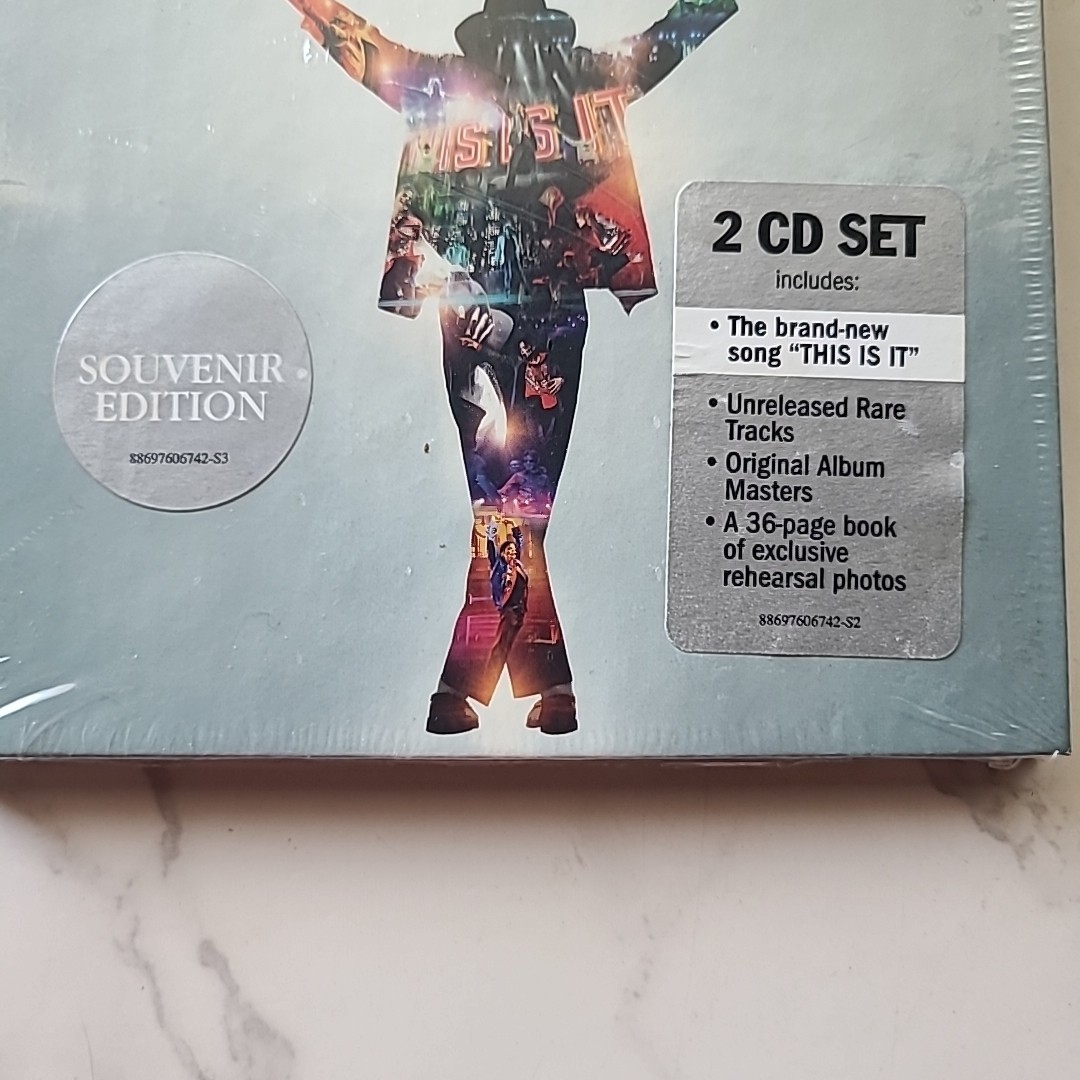 THIS IS IT
2 CD SET
includes:
• The brand-new
song “THIS IS IT”
• Unreleased Rare
Tracks
• Original Album
Masters
• A 36-page book
of exclusive
rehearsal photos
88697606742-S2
SOUVENIR
EDITION
88697606742-S3